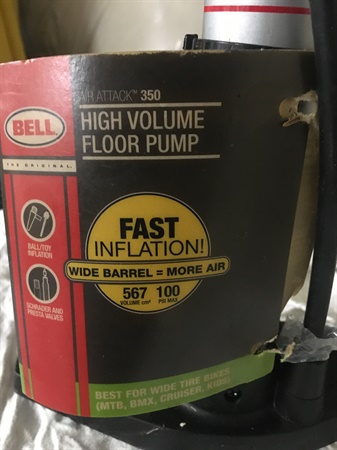 AIR ATTACK™ 350
BELL
THE ORIGINAL.
HIGH VOLUME
FLOOR PUMP
BALL/TOY
INFLATION
SCHRADER AND
PRESTA VALVES
FAST
INFLATION!
WIDE BARREL = MORE AIR
567 100
VOLUME cm³ PSI MAX
BEST FOR WIDE TIRE BIKES
(MTB, BMX, CRUISER, KIDS)